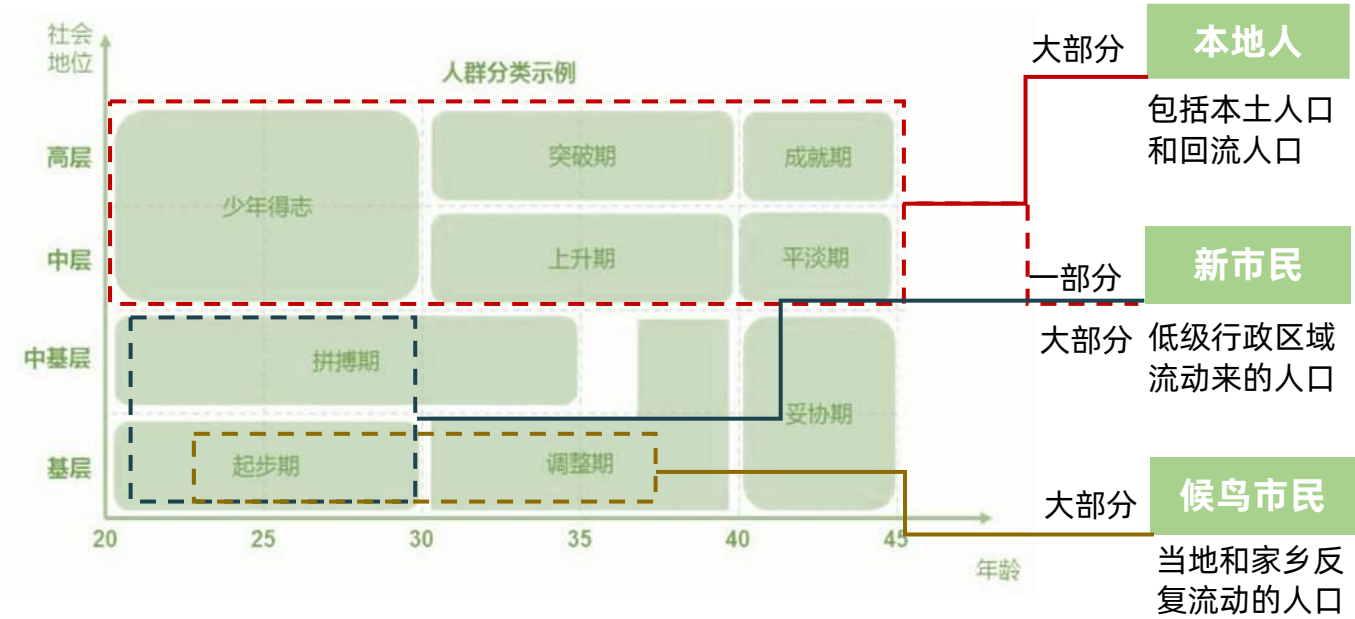 社会
地位
人群分类示例
大部分
本地人
包括本土人口
和回流人口
高层
突破期
成就期
少年得志
中层
上升期
平淡期
一部分
新市民
大部分
低级行政区域
流动来的人口
中基层
拼搏期
妥协期
基层
起步期
调整期
大部分
候鸟市民
当地和家乡反
复流动的人口
20
25
30
35
40
45
年龄